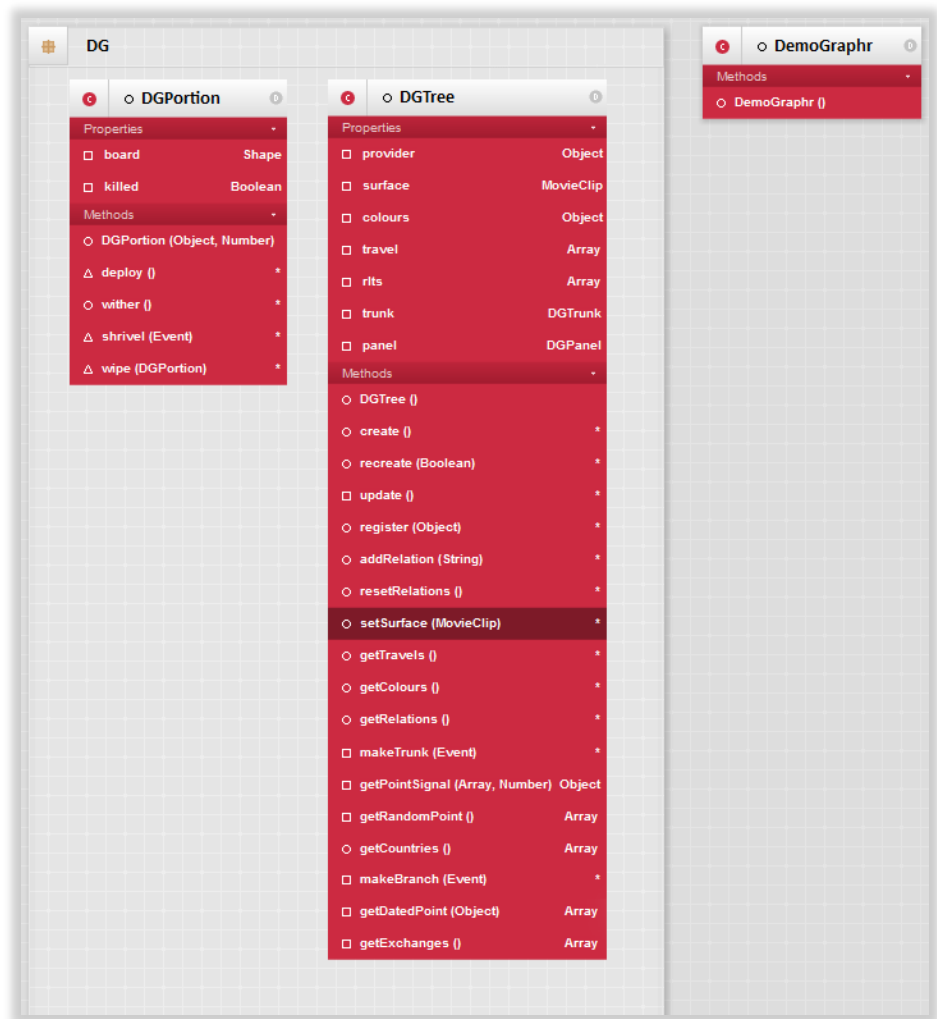 DG
DGPortion
D
Properties
board Shape
killed Boolean
Methods
DGPortion (Object, Number)
deploy () *
wither () *
shrivel (Event) *
wipe (DGPortion) *
C
DGTree
D
Properties
provider Object
surface MovieClip
colours Object
travel Array
rlts Array
trunk DGTrunk
panel DGPanel
Methods
DGTree ()
create () *
recreate (Boolean) *
update () *
register (Object) *
addRelation (String) *
resetRelations () *
setSurface (MovieClip) *
getTravels () *
getColours () *
getRelations () *
makeTrunk (Event) *
getPointSignal (Array, Number) Object
getRandomPoint () Array
getCountries () Array
makeBranch (Event) *
getDatedPoint (Object) Array
getExchanges () Array
C
DemoGraphr
D
Methods
DemoGraphr ()